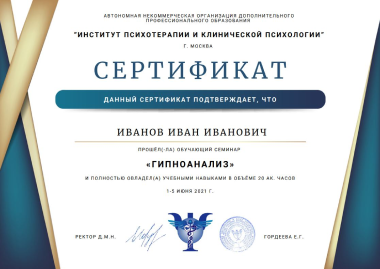 АВТОНОМНАЯ НЕКОММЕРЧЕСКАЯ ОРГАНИЗАЦИЯ ДОПОЛНИТЕЛЬНОГО
ПРОФЕССИОНАЛЬНОГО ОБРАЗОВАНИЯ
"ИНСТИТУТ ПСИХОТЕРАПИИ И КЛИНИЧЕСКОЙ ПСИХОЛОГИИ"
Г. МОСКВА
СЕРТИФИКАТ
ДАННЫЙ СЕРТИФИКАТ ПОДТВЕРЖДАЕТ, ЧТО
ИВАНОВ ИВАН ИВАНОВИЧ
ПРОШЁЛ(-ЛА) ОБУЧАЮЩИЙ СЕМИНАР
«ГИПНОАНАЛИЗ»
И ПОЛНОСТЬЮ ОВЛАДЕЛ(А) УЧЕБНЫМИ НАВЫКАМИ В ОБЪЁМЕ 20 АК. ЧАСОВ
1-5 ИЮНЯ 2021 Г.
РЕКТОР Д.М.Н.
ГОРДЕЕВА Е.Г.